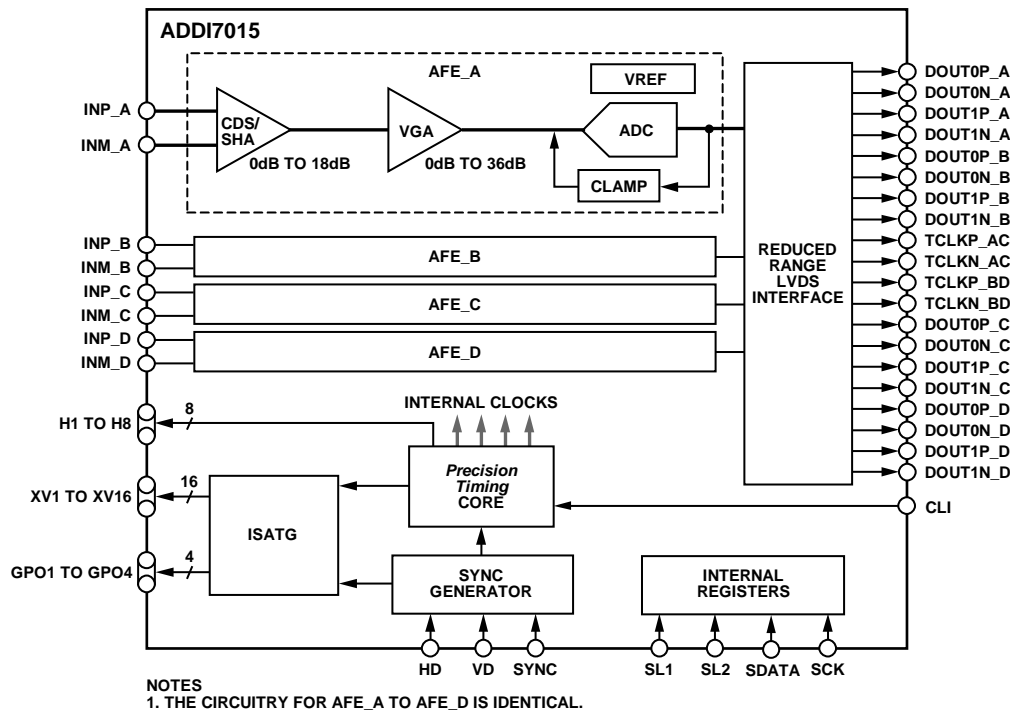 ADDI7015
AFE_A
VREF
INP_A
INM_A
CDS/
SHA
0dB TO 18dB
VGA
0dB TO 36dB
ADC
CLAMP
INP_B
INM_B
AFE_B
INP_C
INM_C
AFE_C
INP_D
INM_D
AFE_D
REDUCED
RANGE
LVDS
INTERFACE
DOUT0P_A
DOUT0N_A
DOUT1P_A
DOUT1N_A
DOUT0P_B
DOUT0N_B
DOUT1P_B
DOUT1N_B
TCLKP_AC
TCLKN_AC
TCLKP_BD
TCLKN_BD
DOUT0P_C
DOUT0N_C
DOUT1P_C
DOUT1N_C
DOUT0P_D
DOUT0N_D
DOUT1P_D
DOUT1N_D
INTERNAL CLOCKS
H1 TO H8
8
Precision
Timing
CORE
XV1 TO XV16
16
ISATG
CLI
GPO1 TO GPO4
4
SYNC
GENERATOR
INTERNAL
REGISTERS
HD
VD
SYNC
SL1
SL2
SDATA
SCK
NOTES
1. THE CIRCUITRY FOR AFE_A TO AFE_D IS IDENTICAL.